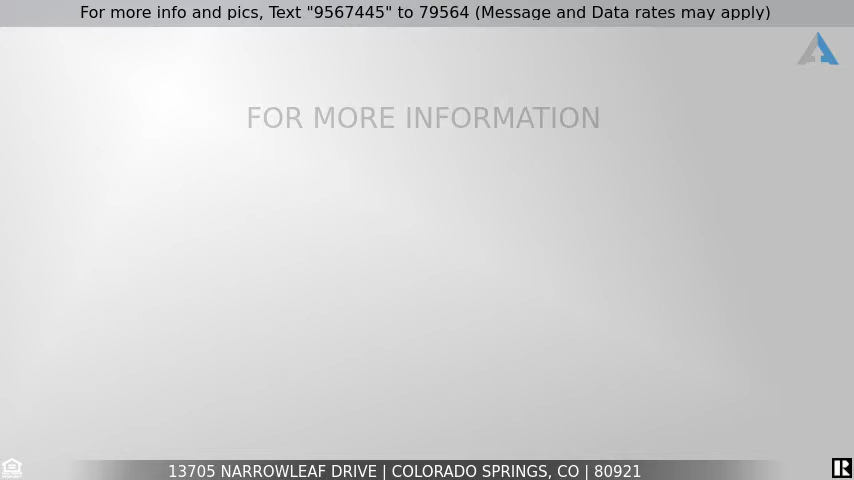 For more info and pics, Text "9567445" to 79564 (Message and Data rates may apply)
FOR MORE INFORMATION
13705 NARROWLEAF DRIVE | COLORADO SPRINGS, CO | 80921